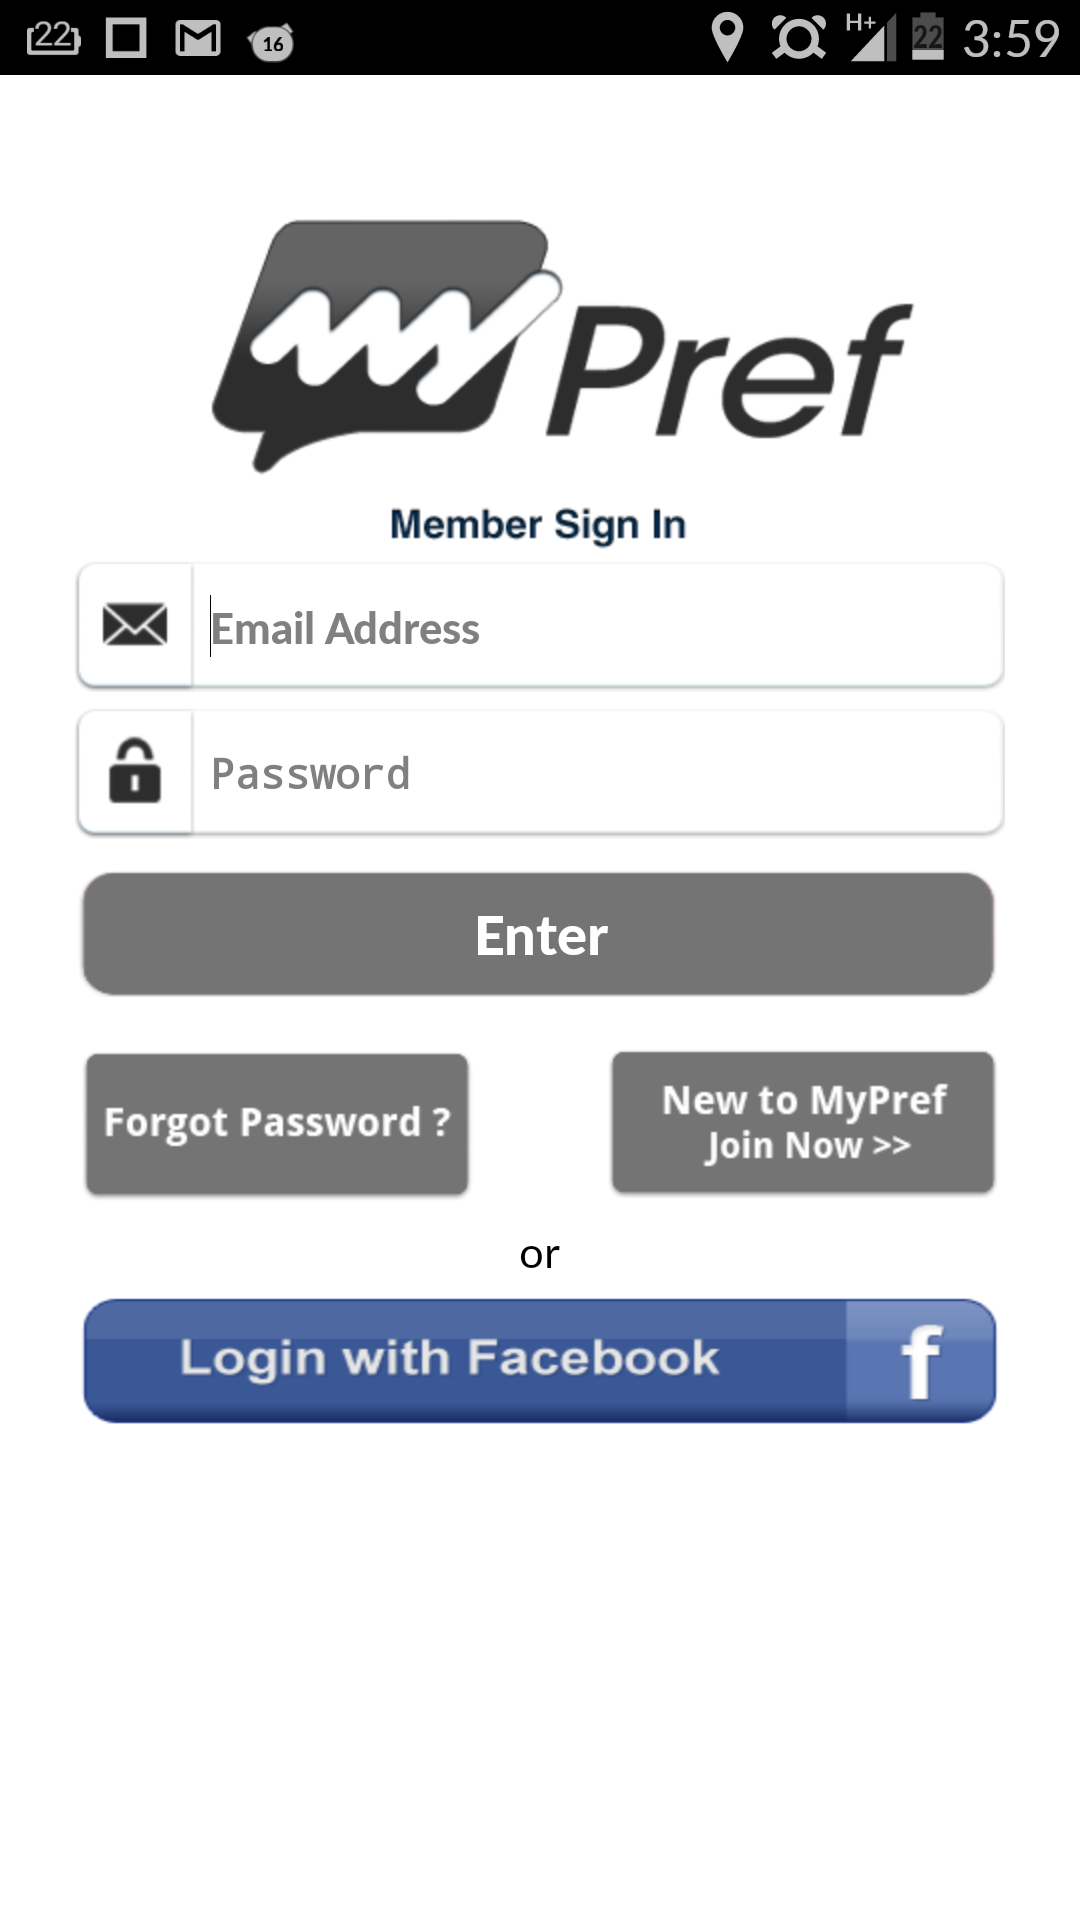 22 16 H+ 22 3:59
my Pref
Member Sign In
Email Address
Password
Enter
Forgot Password ?
New to MyPref
Join Now >>
or
Login with Facebook f